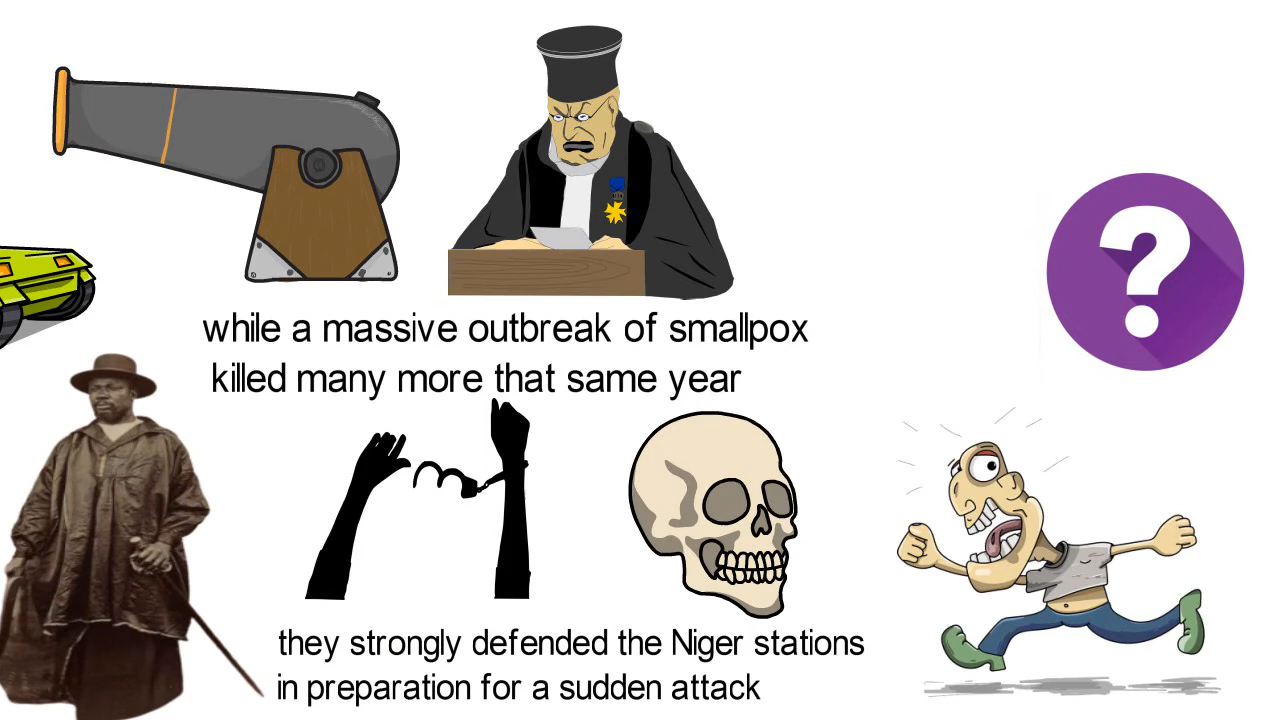 while a massive outbreak of smallpox
killed many more that same year
they strongly defended the Niger stations
in preparation for a sudden attack